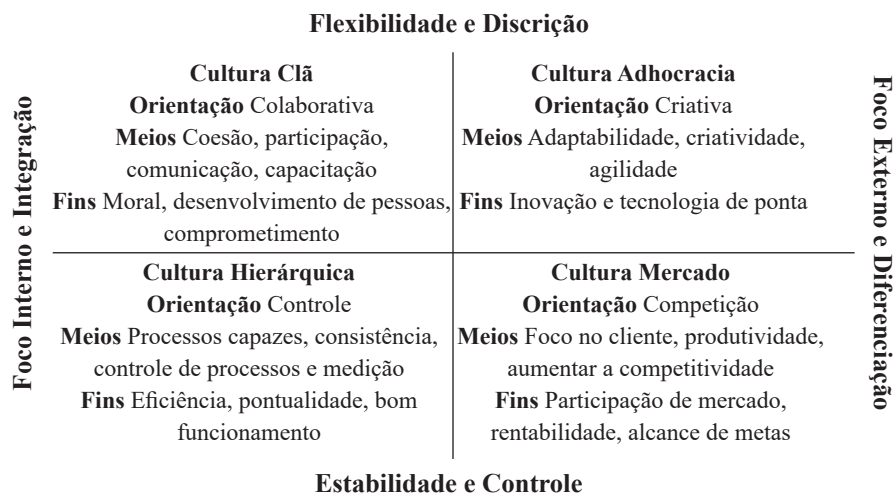 Flexibilidade e Discrição
Foco Interno e Integração
Cultura Clã
Orientação Colaborativa
Meios Coesão, participação,
comunicação, capacitação
Fins Moral, desenvolvimento de pessoas,
comprometimento
Cultura Adhocracia
Orientação Criativa
Meios Adaptabilidade, criatividade,
agilidade
Fins Inovação e tecnologia de ponta
Cultura Hierárquica
Orientação Controle
Meios Processos capazes, consistência,
controle de processos e medição
Fins Eficiência, pontualidade, bom
funcionamento
Cultura Mercado
Orientação Competição
Meios Foco no cliente, produtividade,
aumentar a competitividade
Fins Participação de mercado,
rentabilidade, alcance de metas
Foco Externo e Diferenciação
Estabilidade e Controle